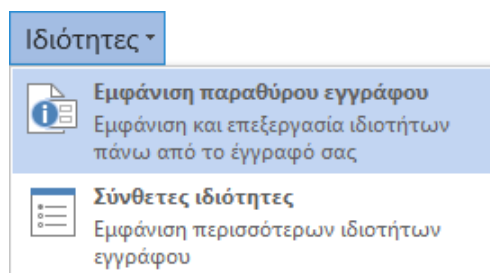 Ιδιότητες
Εμφάνιση παραθύρου εγγράφου
Εμφάνιση και επεξεργασία ιδιοτήτων
πάνω από το έγγραφό σας
Σύνθετες ιδιότητες
Εμφάνιση περισσότερων ιδιοτήτων
εγγράφου